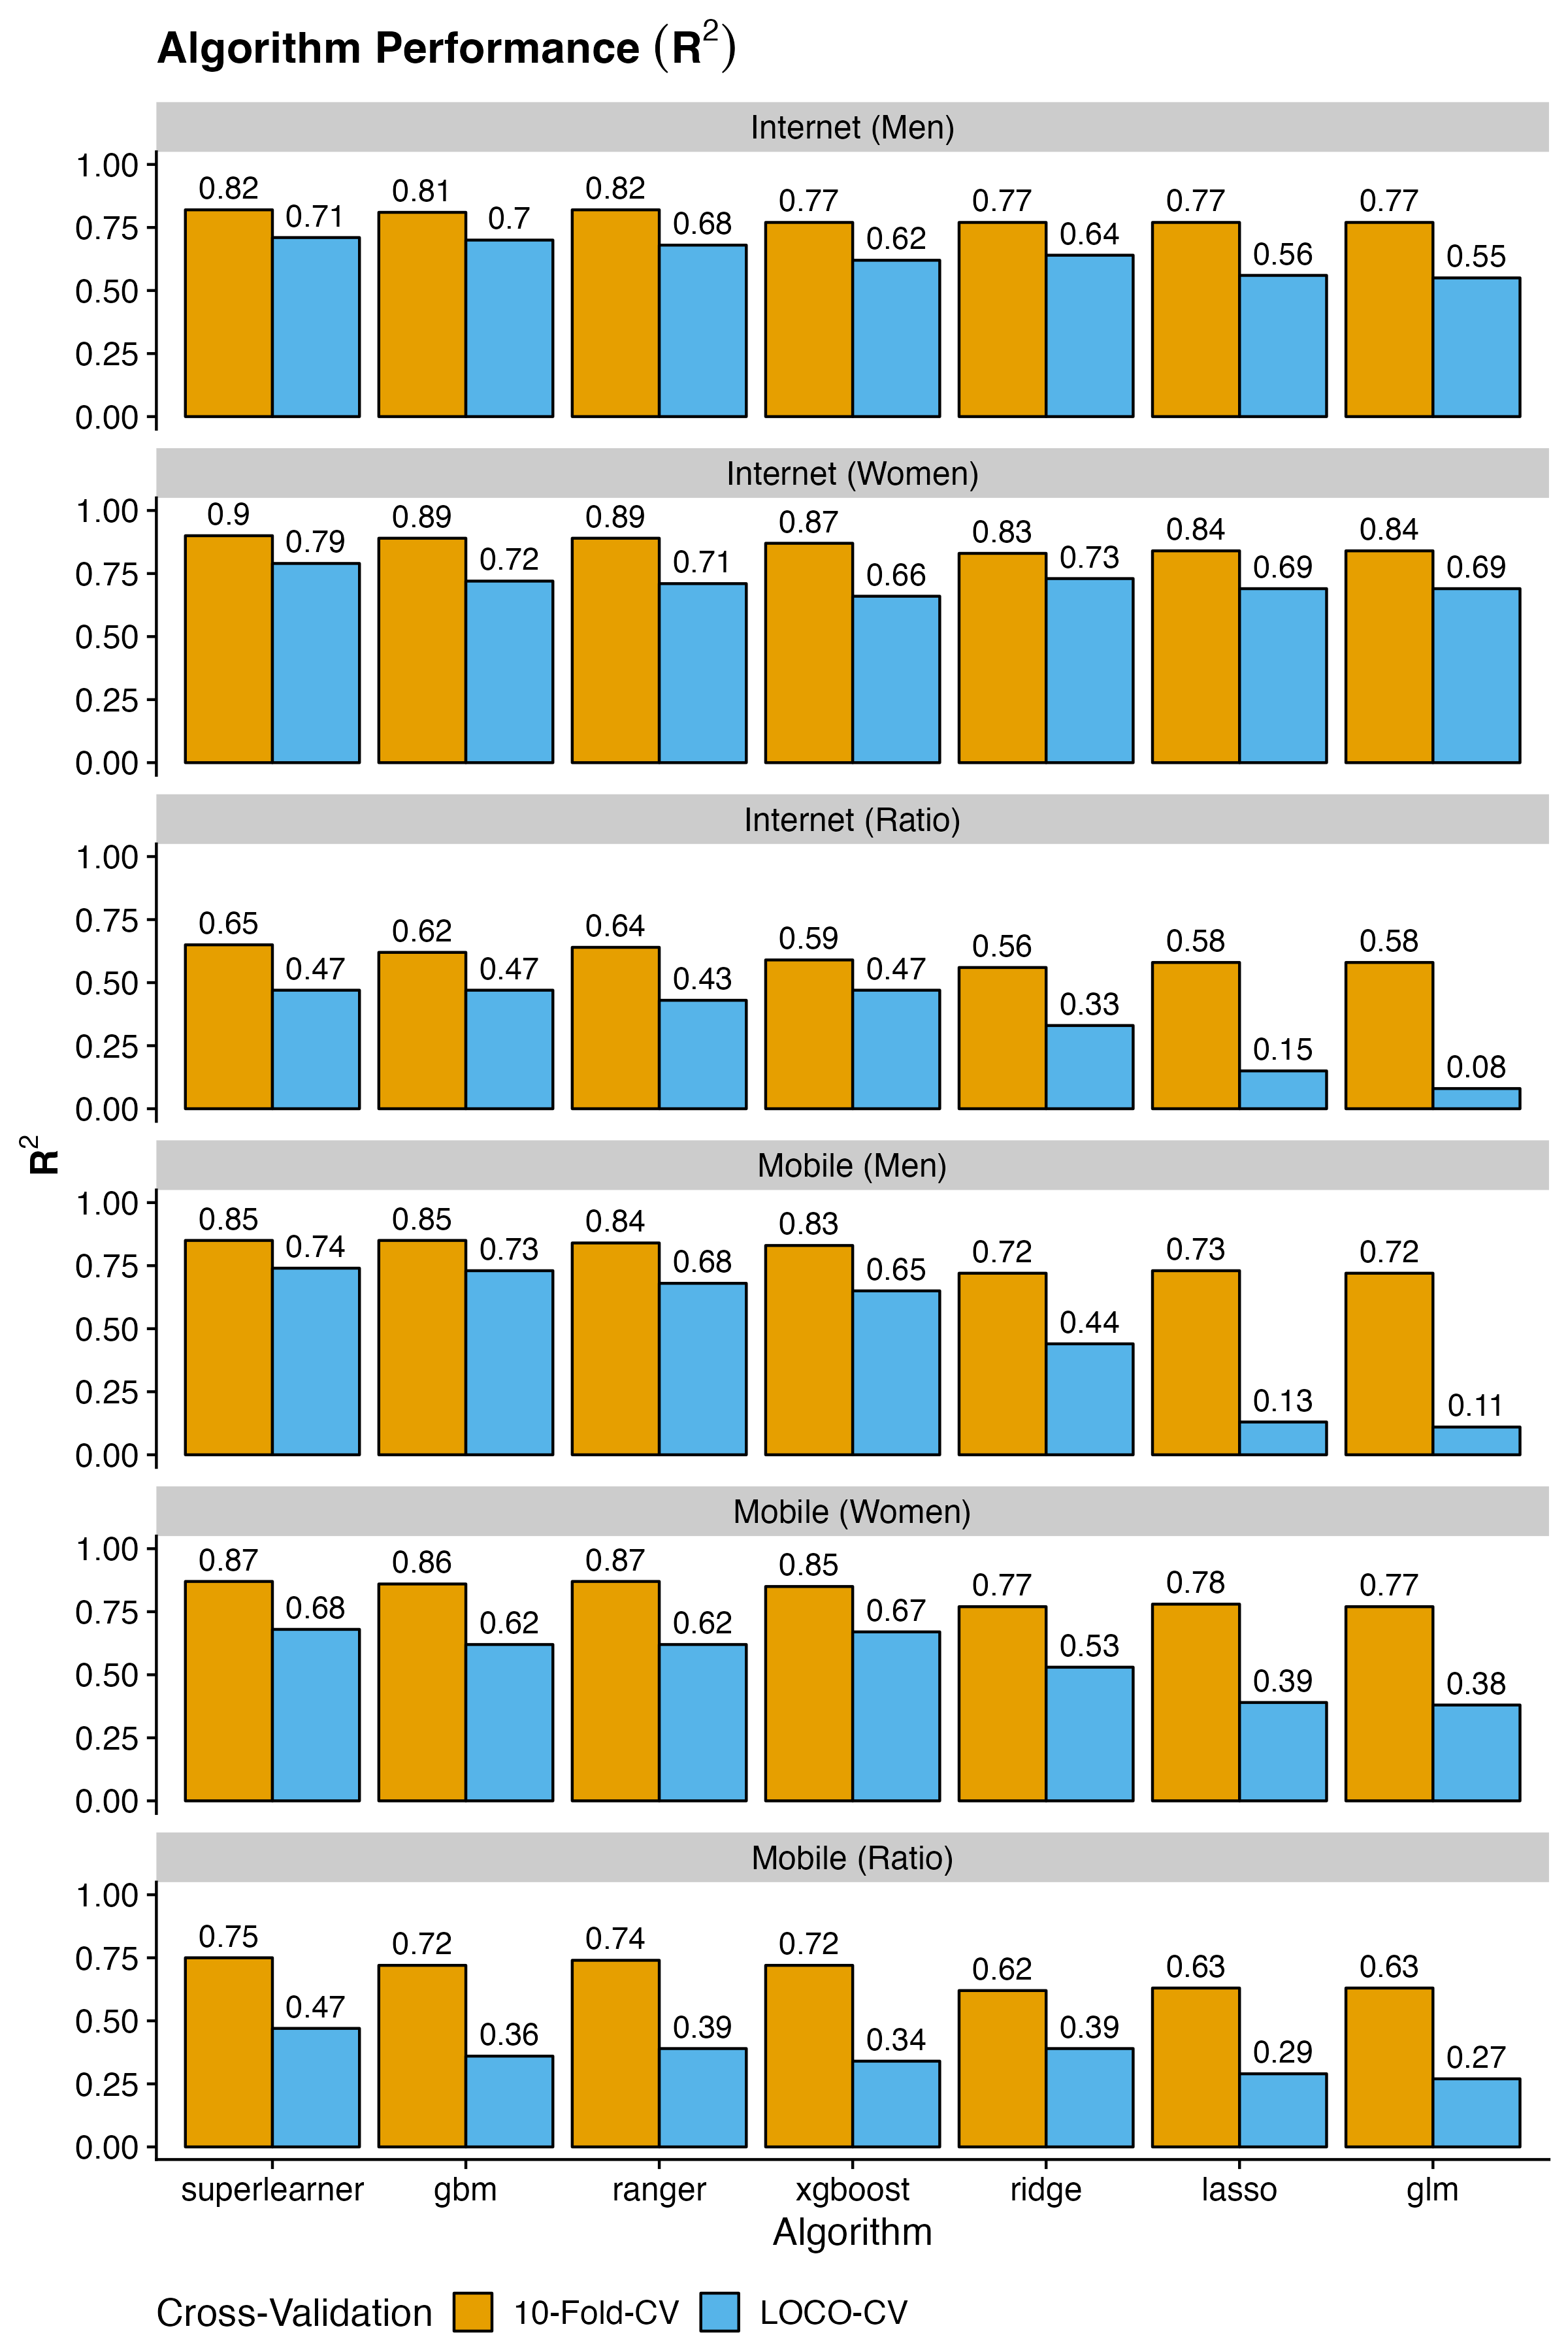 Algorithm Performance (R²)
Internet (Men)
1.00
0.75
0.50
0.25
0.00
0.82 0.71 0.81 0.7 0.82 0.68 0.77 0.62 0.77 0.64 0.77 0.56 0.77 0.55
Internet (Women)
1.00
0.75
0.50
0.25
0.00
0.9 0.79 0.89 0.72 0.89 0.71 0.87 0.66 0.83 0.73 0.84 0.69 0.84 0.69
Internet (Ratio)
1.00
0.75
0.50
0.25
0.00
0.65 0.47 0.62 0.47 0.64 0.43 0.59 0.47 0.56 0.33 0.58 0.15 0.58 0.08
R²
Mobile (Men)
1.00
0.75
0.50
0.25
0.00
0.85 0.74 0.85 0.73 0.84 0.68 0.83 0.65 0.72 0.44 0.73 0.13 0.72 0.11
Mobile (Women)
1.00
0.75
0.50
0.25
0.00
0.87 0.68 0.86 0.62 0.87 0.62 0.85 0.67 0.77 0.53 0.78 0.39 0.77 0.38
Mobile (Ratio)
1.00
0.75
0.50
0.25
0.00
0.75 0.47 0.72 0.36 0.74 0.39 0.72 0.34 0.62 0.39 0.63 0.29 0.63 0.27
superlearner gbm ranger xgboost ridge lasso glm
Algorithm
Cross-Validation 10-Fold-CV LOCO-CV